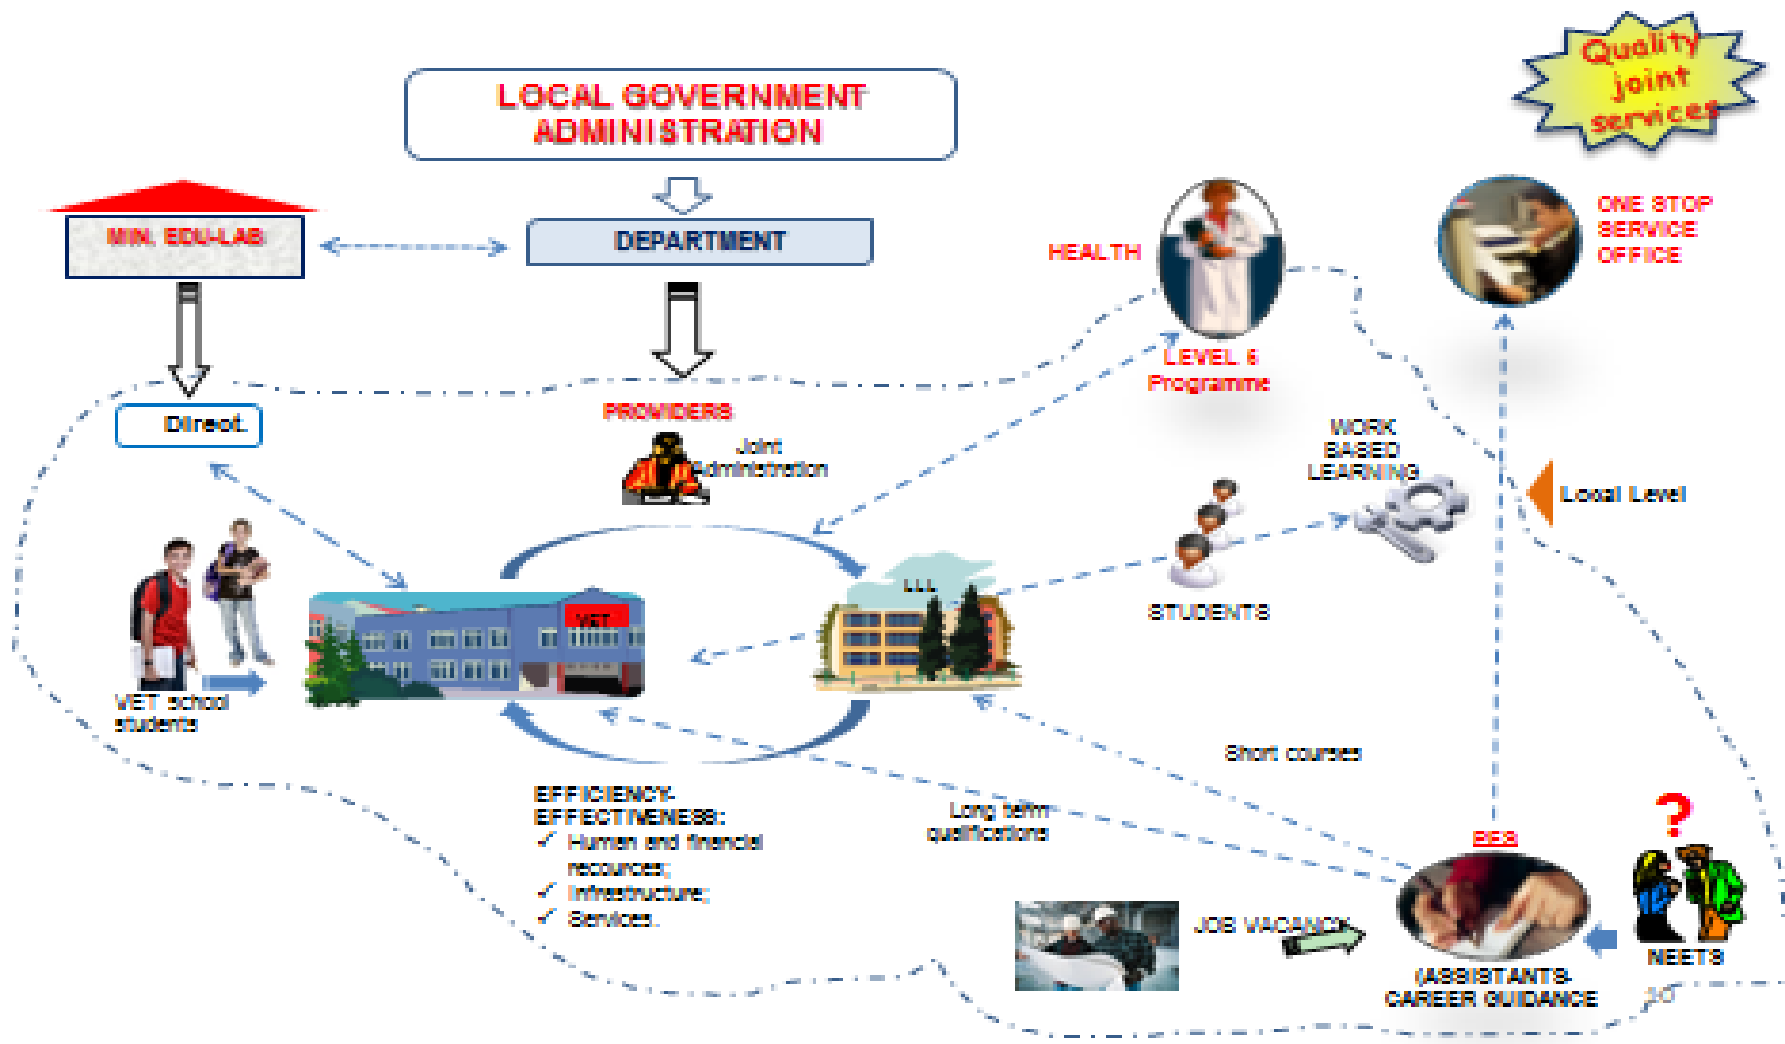 Quality
joint
services
LOCAL GOVERNMENT
ADMINISTRATION
MIN. EDU-LAB
DEPARTMENT
HEALTH
ONE STOP
SERVICE
OFFICE
LEVEL 5
Programme
Direct.
PROVIDERS
Joint
Administration
WORK
BASED
LEARNING
Local Level
LLL
VET
STUDENTS
VET school
students
Short courses
Long term
qualifications
EFFICIENCY-
EFFECTIVENESS:
✓ Human and financial
recources;
✓ Infrastructure;
✓ Services.
?
JOB VACANCY
NEETS
(ASSISTANTS-
CAREER GUIDANCE